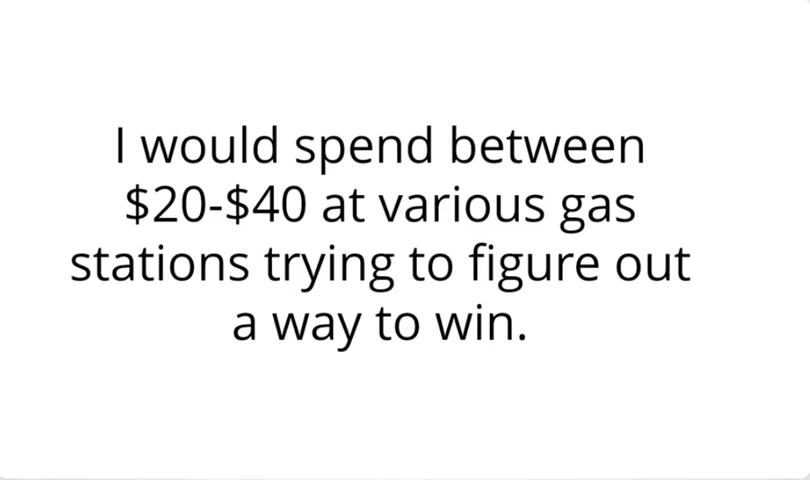 I would spend between
$20-$40 at various gas
stations trying to figure out
a way to win.